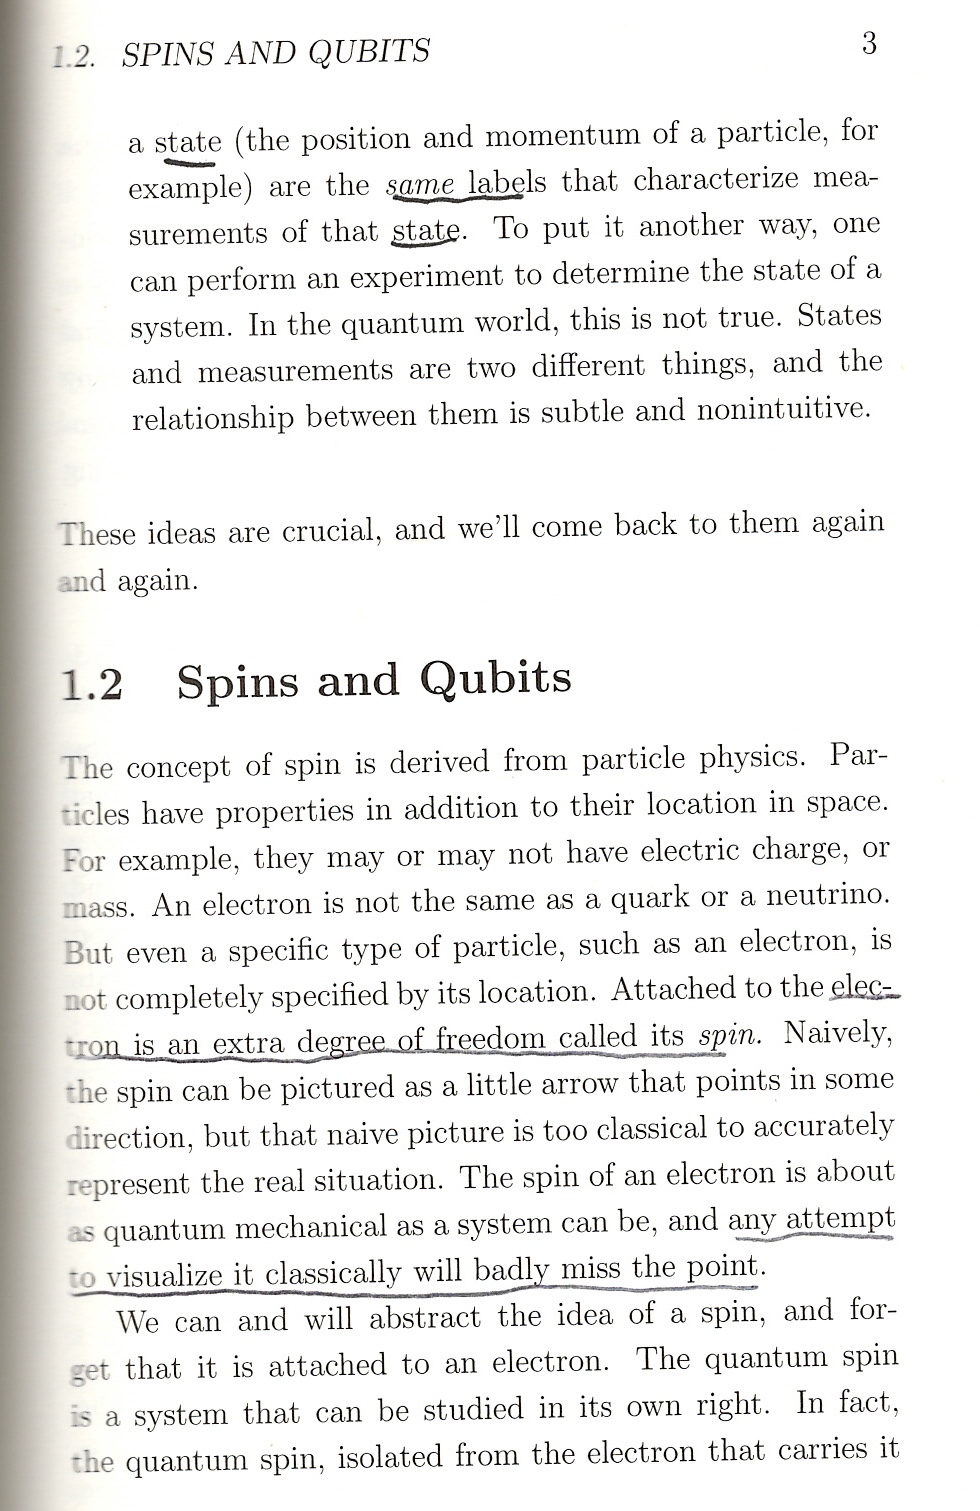 1.2. SPINS AND QUBITS 3
a state (the position and momentum of a particle, for
example) are the same labels that characterize mea-
surements of that state. To put it another way, one
can perform an experiment to determine the state of a
system. In the quantum world, this is not true. States
and measurements are two different things, and the
relationship between them is subtle and nonintuitive.
These ideas are crucial, and we'll come back to them again
and again.
1.2 Spins and Qubits
The concept of spin is derived from particle physics. Par-
ticles have properties in addition to their location in space.
For example, they may or may not have electric charge, or
mass. An electron is not the same as a quark or a neutrino.
But even a specific type of particle, such as an electron, is
not completely specified by its location. Attached to the elec-
tron is an extra degree of freedom called its spin. Naively,
the spin can be pictured as a little arrow that points in some
direction, but that naive picture is too classical to accurately
represent the real situation. The spin of an electron is about
as quantum mechanical as a system can be, and any attempt
to visualize it classically will badly miss the point.
We can and will abstract the idea of a spin, and for-
get that it is attached to an electron. The quantum spin
is a system that can be studied in its own right. In fact,
the quantum spin, isolated from the electron that carries it